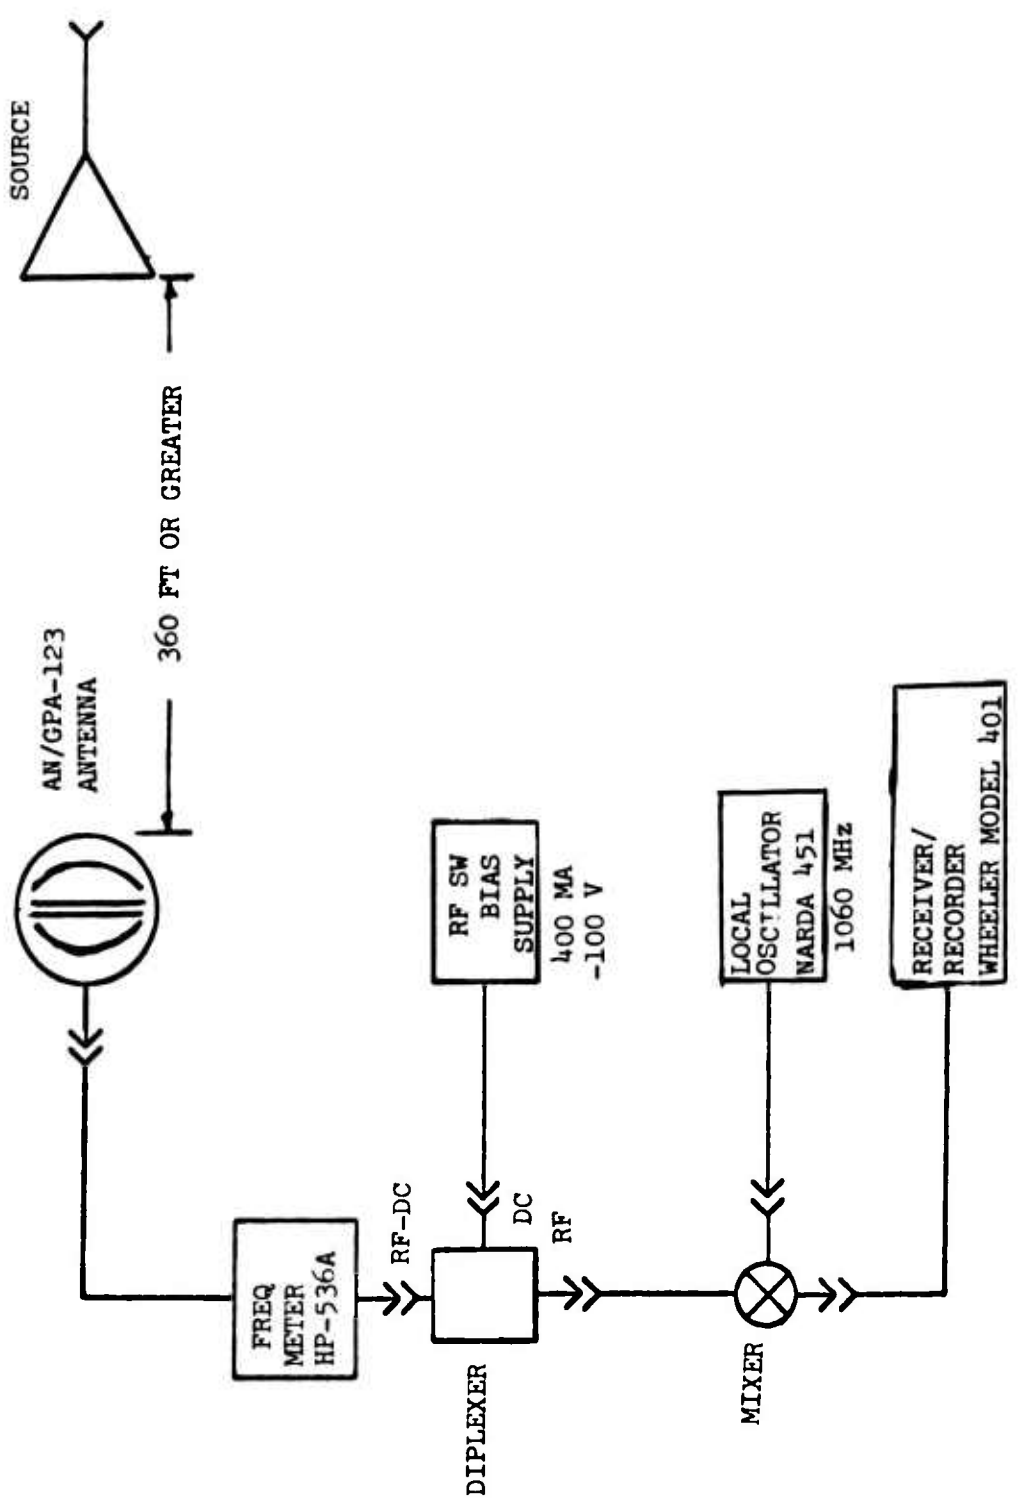 SOURCE
360 FT OR GREATER
AN/GPA-123
ANTENNA
FREQ
METER
HP-536A
RF-DC
DIPLEXER
DC
RF
RF SW
BIAS
SUPPLY
400 MA
-100 V
MIXER
LOCAL
OSCILLATOR
NARDA 451
1060 MHz
RECEIVER/
RECORDER
WHEELER MODEL 401